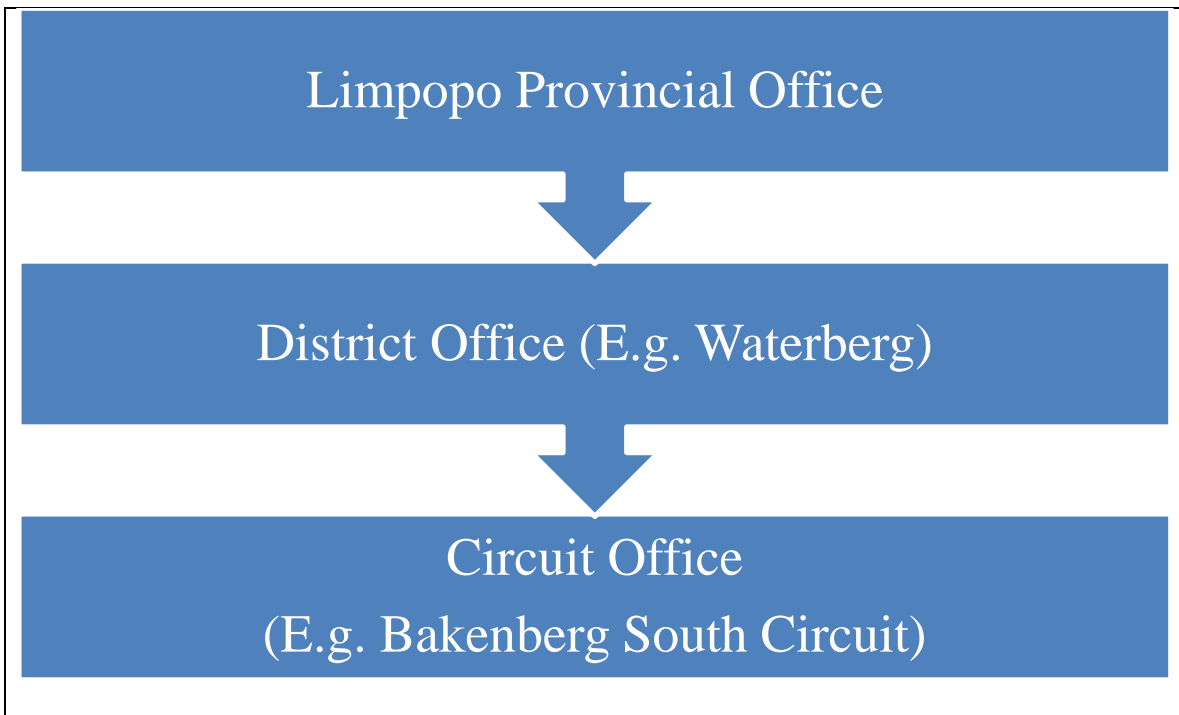 Limpopo Provincial Office
District Office (E.g. Waterberg)
Circuit Office
(E.g. Bakenberg South Circuit)